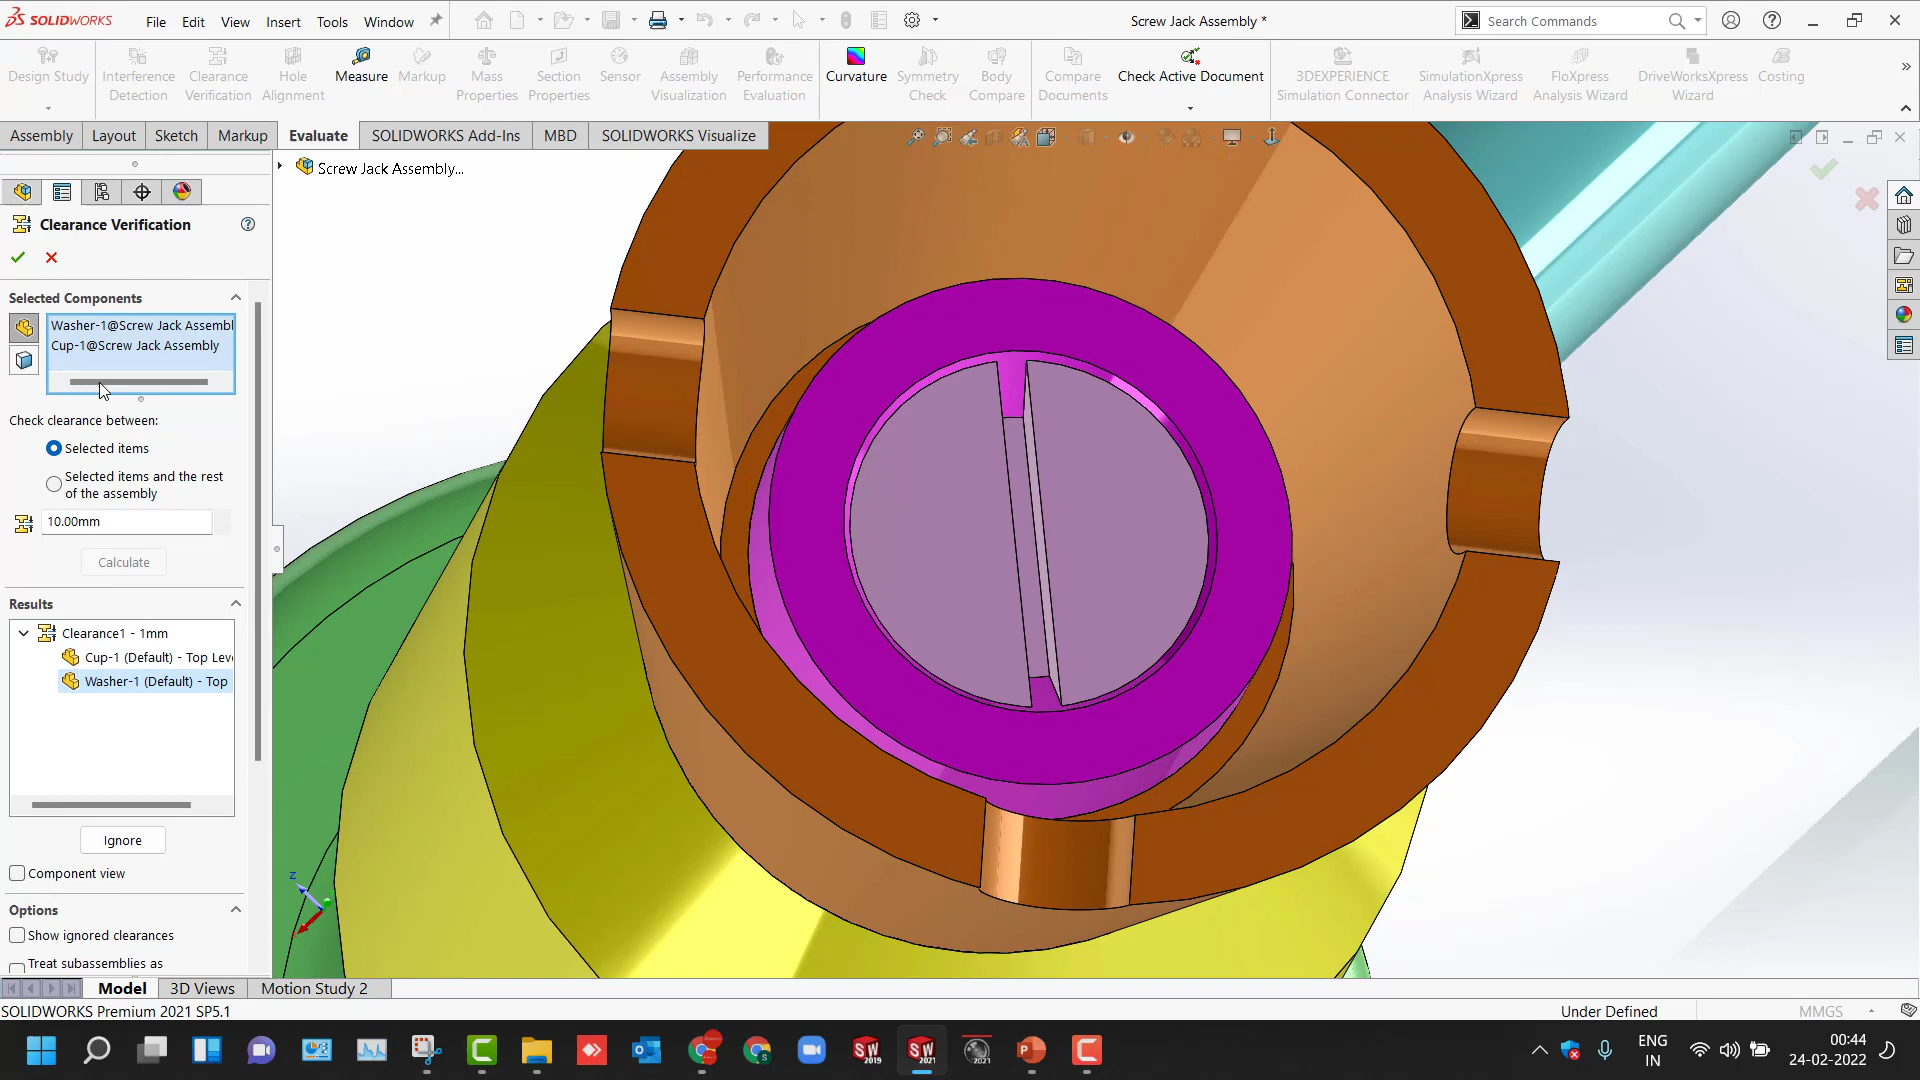 SOLIDWORKS
File Edit View Insert Tools Window
Screw Jack Assembly *
Search Commands
Design Study
Interference Detection
Clearance Verification
Hole Alignment
Measure
Markup
Mass Properties
Section Properties
Sensor
Assembly Visualization
Performance Evaluation
Curvature
Symmetry Check
Body Compare
Compare Documents
Check Active Document
3DEXPERIENCE Simulation Connector
SimulationXpress Analysis Wizard
FloXpress Analysis Wizard
DriveWorksXpress Wizard
Costing
Assembly Layout Sketch Markup Evaluate SOLIDWORKS Add-Ins MBD SOLIDWORKS Visualize
Screw Jack Assembly...
Clearance Verification
Selected Components
Washer-1@Screw Jack Assembl
Cup-1@Screw Jack Assembly
Check clearance between:
Selected items
Selected items and the rest
of the assembly
10.00mm
Calculate
Results
Clearance1 - 1mm
Cup-1 (Default) - Top Leve
Washer-1 (Default) - Top
Ignore
Component view
Options
Show ignored clearances
Treat subassemblies as
z
Model 3D Views Motion Study 2
SOLIDWORKS Premium 2021 SP5.1
Under Defined
MMGS
SW 2019
SW 2021
2021
ENG
IN
00:44
24-02-2022